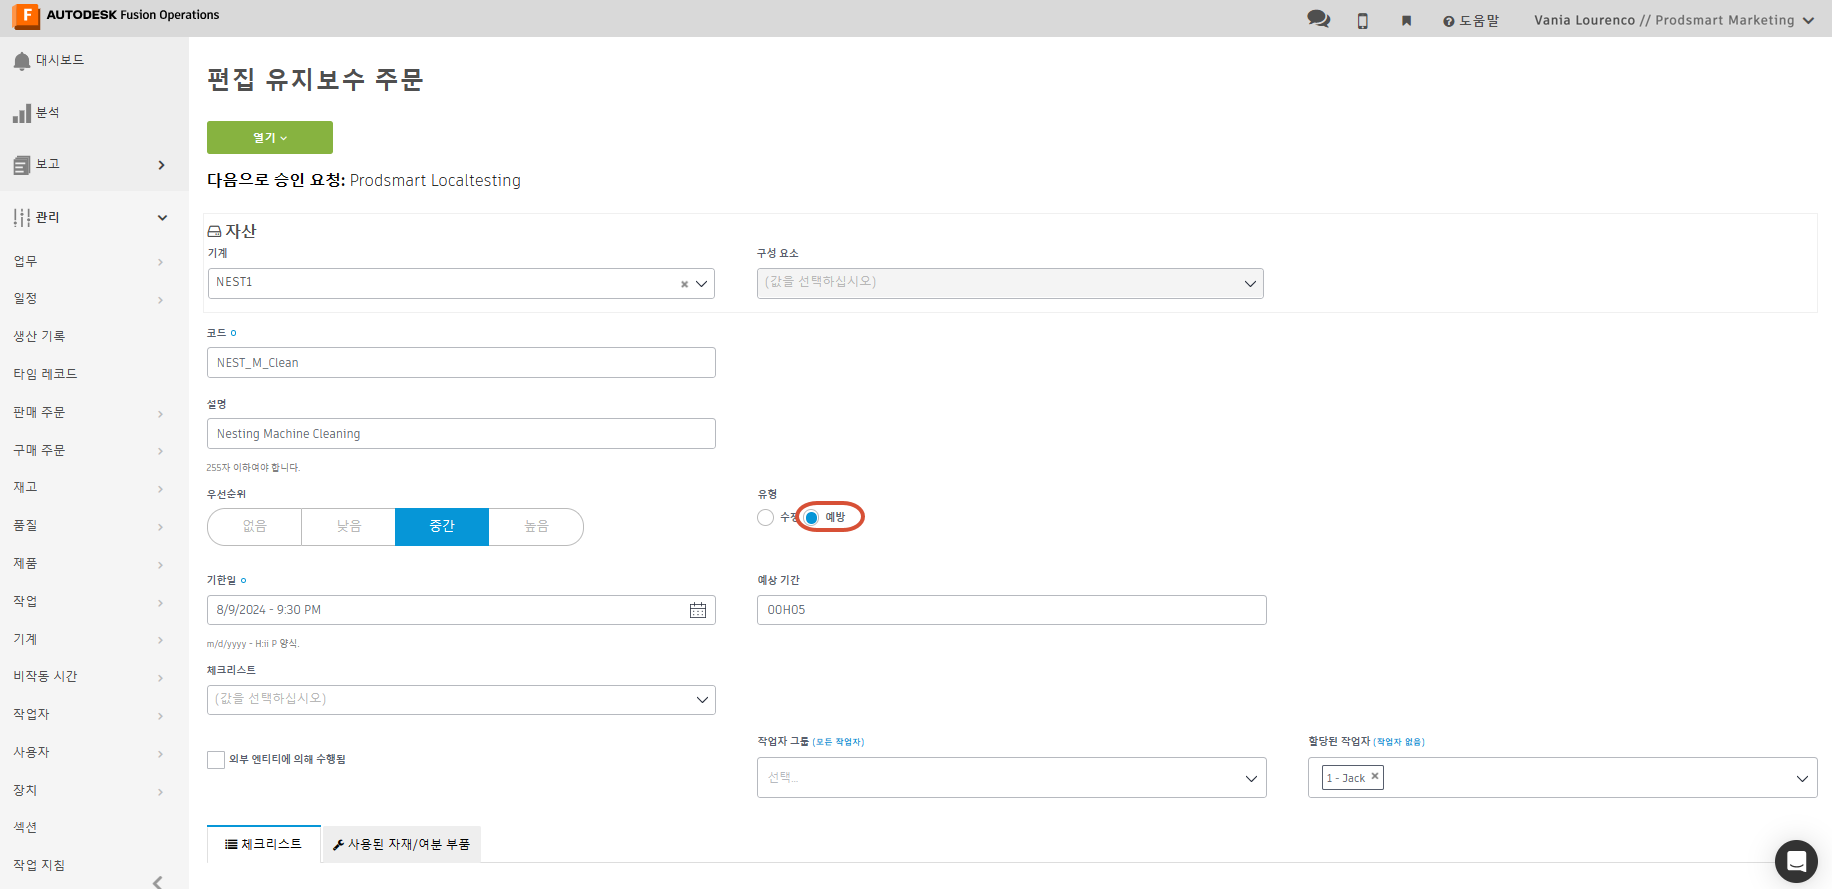 AUTODESK Fusion Operations
도움말
Vania Lourenco // Prodsmart Marketing
대시보드
분석
보고
관리
업무
일정
생산 기록
타임 레코드
판매 주문
구매 주문
재고
품질
제품
작업
기계
비작동 시간
작업자
사용자
장치
섹션
작업 지침
편집 유지보수 주문
열기
다음으로 승인 요청: Prodsmart Localtesting
자산
기계
구성 요소
NEST1
(값을 선택하십시오)
코드
NEST_M_Clean
설명
Nesting Machine Cleaning
255자 이하여야 합니다.
우선순위
유형
없음 낮음 중간 높음
수정 예방
기한일
예상 기간
8/9/2024 - 9:30 PM
00H05
m/d/yyyy - H:ii P 양식.
체크리스트
(값을 선택하십시오)
외부 엔티티에 의해 수행됨
작업자 그룹 (모든 작업자)
할당된 작업자 (작업자 없음)
선택...
1 - Jack
체크리스트
사용된 자재/여분 부품